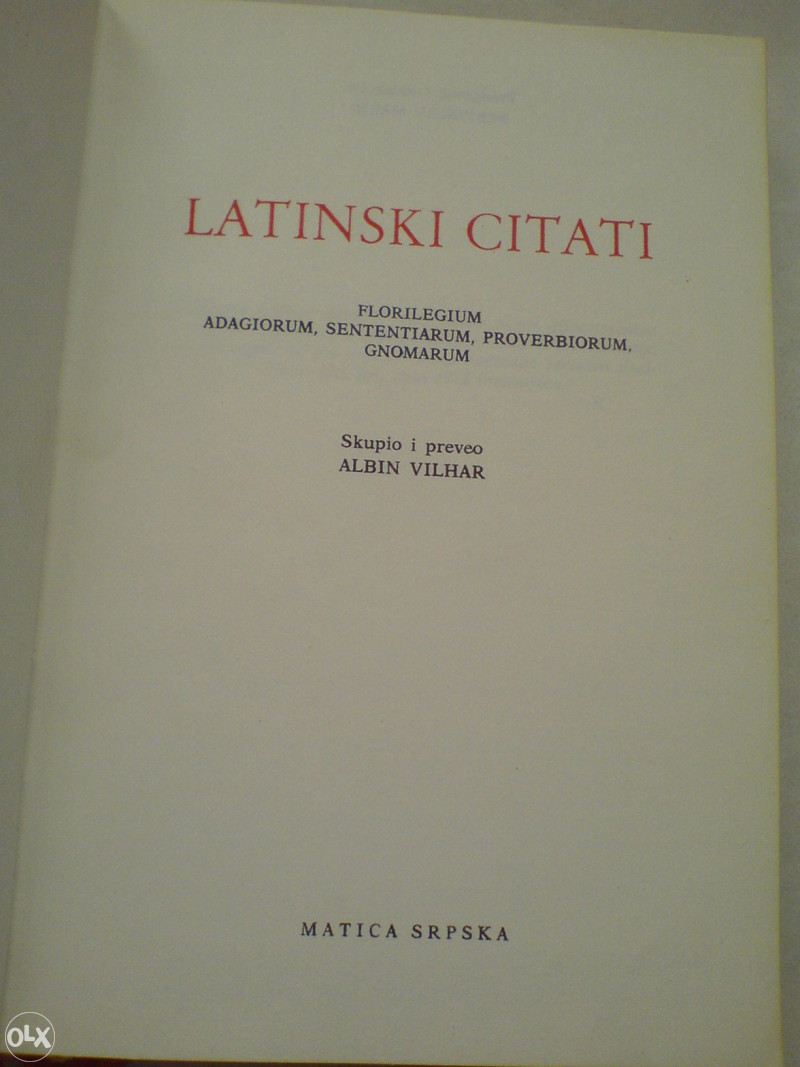 LATINSKI CITATI
FLORILEGIUM
ADAGIORUM, SENTENTIARUM, PROVERBIORUM,
GNOMARUM
Skupio i preveo
ALBIN VILHAR
MATICA SRPSKA
OLX